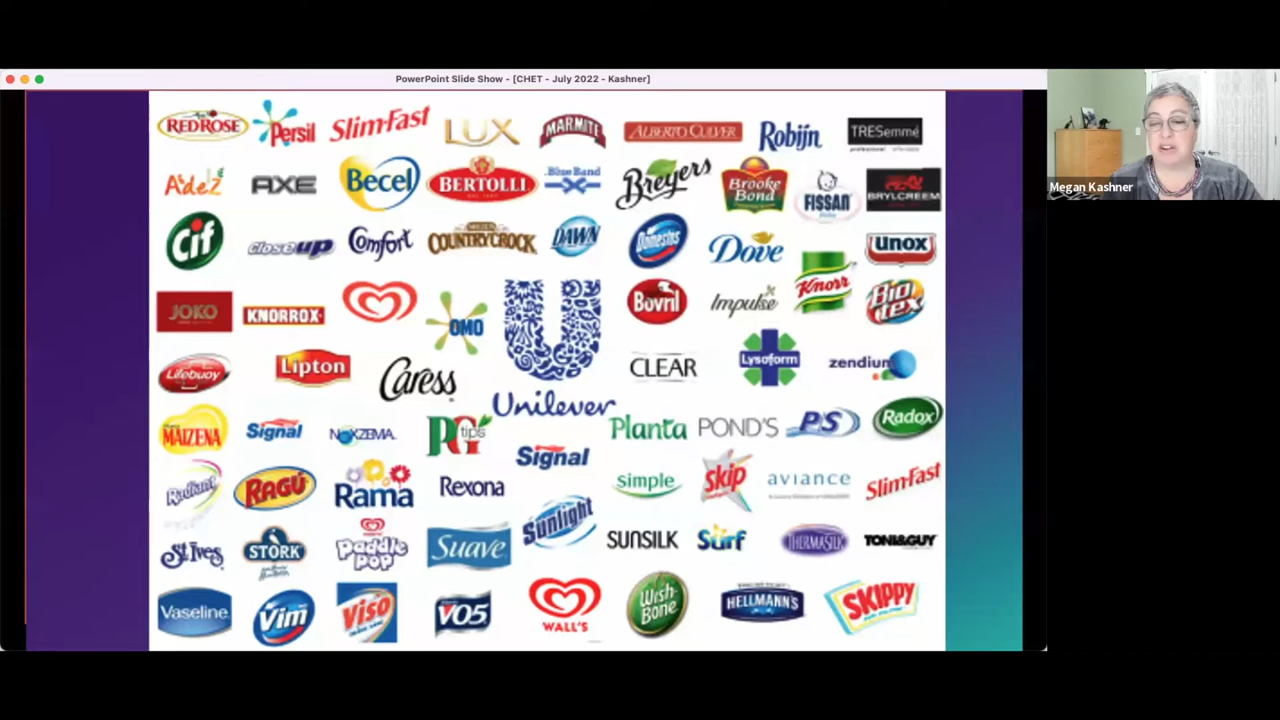 PowerPoint Slide Show - [CHET - July 2022 - Kashner]
Megan Kashner
RED ROSE
Persil
Slim·Fast
LUX
MARMITE
ALBERTO CULVER
Robijn
TRESemmé
professional
AdeZ
AXE
Becel
BERTOLLI
Blue Band
Breyers
Brooke Bond
FISSAN
BRYLCREEM
Cif
Closeup
Comfort
COUNTRY CROCK
DAWN
Domestos
Dove
Unox
JOKO
KNORROX
OMO
Bovril
Impulse
Knorr
Bio tex
Lifebuoy
Lipton
Caress
Unilever
CLEAR
Lysoform
zendium
MAIZENA
Signal
NOXZEMA
PG tips
Signal
Planta
POND'S
P/S
Radox
Radiant
RAGÚ
Rama
Rexona
Sunlight
simple
skip
aviance
Slim·Fast
St. Ives
STORK
Paddle Pop
Suave
SUNSILK
Surf
THERMASILK
TONI&GUY
Vaseline
Vim
VISO
VO5
WALL'S
Wish-Bone
HELLMANN'S
SKIPPY